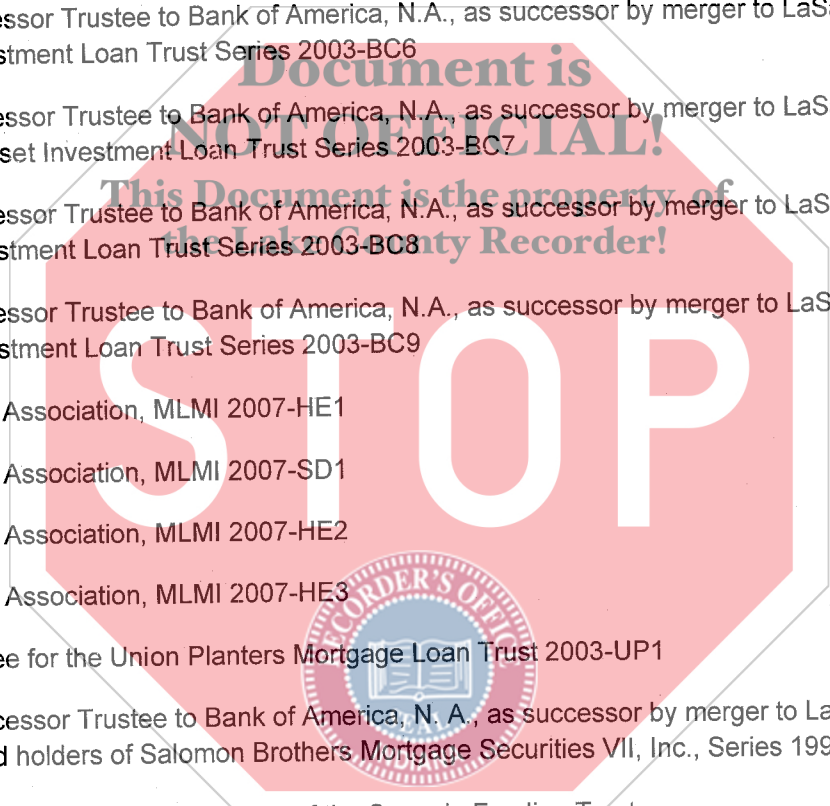 essor Trustee to Bank of America, N.A., as successor by merger to LaS
stment Loan Trust Series 2003-BC6
Document is
essor Trustee to Bank of America, N.A., as successor by merger to LaS
NOT OFFICIAL!
set Investment Loan Trust Series 2003-BC7
This Document is the property of
essor Trustee to Bank of America, N.A., as successor by merger to LaS
the Lake County Recorder!
stment Loan Trust Series 2003-BC8
essor Trustee to Bank of America, N.A., as successor by merger to LaS
stment Loan Trust Series 2003-BC9
STOP
Association, MLMI 2007-HE1
Association, MLMI 2007-SD1
Association, MLMI 2007-HE2
Association, MLMI 2007-HE3
RECORDER'S OFFICE
ee for the Union Planters Mortgage Loan Trust 2003-UP1
cessor Trustee to Bank of America, N. A., as successor by merger to La
d holders of Salomon Brothers Mortgage Securities VII, Inc., Series 199